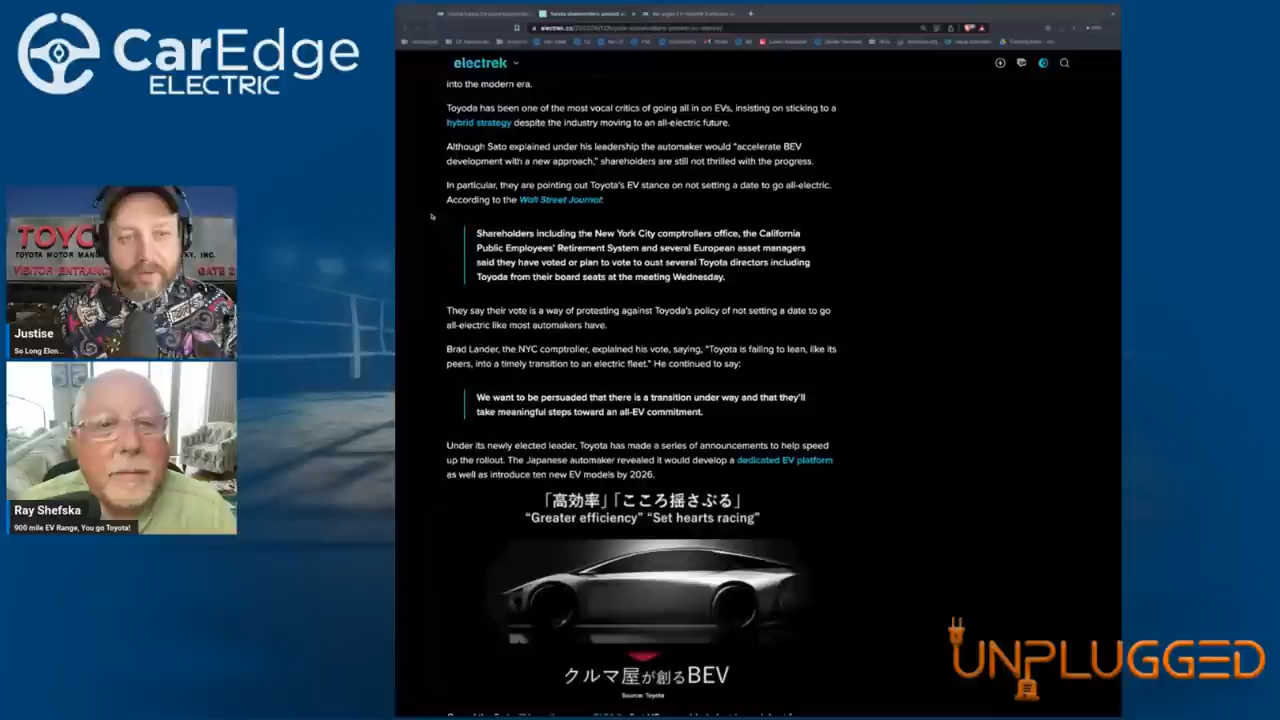 CarEdge
ELECTRIC
electrek
into the modern era.
Toyoda has been one of the most vocal critics of going all in on EVs, insisting on sticking to a
hybrid strategy despite the industry moving to an all-electric future.
Although Sato explained under his leadership the automaker would "accelerate BEV
development with a new approach," shareholders are still not thrilled with the progress.
In particular, they are pointing out Toyota's EV stance on not setting a date to go all-electric.
According to the Wall Street Journal:
Shareholders including the New York City comptrollers office, the California
Public Employees' Retirement System and several European asset managers
said they have voted or plan to vote to oust several Toyota directors including
Toyoda from their board seats at the meeting Wednesday.
They say their vote is a way of protesting against Toyoda's policy of not setting a date to go
all-electric like most automakers have.
Brad Lander, the NYC comptroller, explained his vote, saying, "Toyota is failing to lean, like its
peers, into a timely transition to an electric fleet." He continued to say:
We want to be persuaded that there is a transition under way and that they'll
take meaningful steps toward an all-EV commitment.
Under its newly elected leader, Toyota has made a series of announcements to help speed
up the rollout. The Japanese automaker revealed it would develop a dedicated EV platform
as well as introduce ten new EV models by 2026.
「高効率」「こころ揺さぶる」
"Greater efficiency" "Set hearts racing"
クルマ屋が創るBEV
Source: Toyota
TOYO
TOYOTA MOTOR MANU KY, INC.
VISITOR ENTRANC GATE 2
Justise
So Long Elon...
Ray Shefska
900 mile EV Range, You go Toyota!
UNPLUGGED